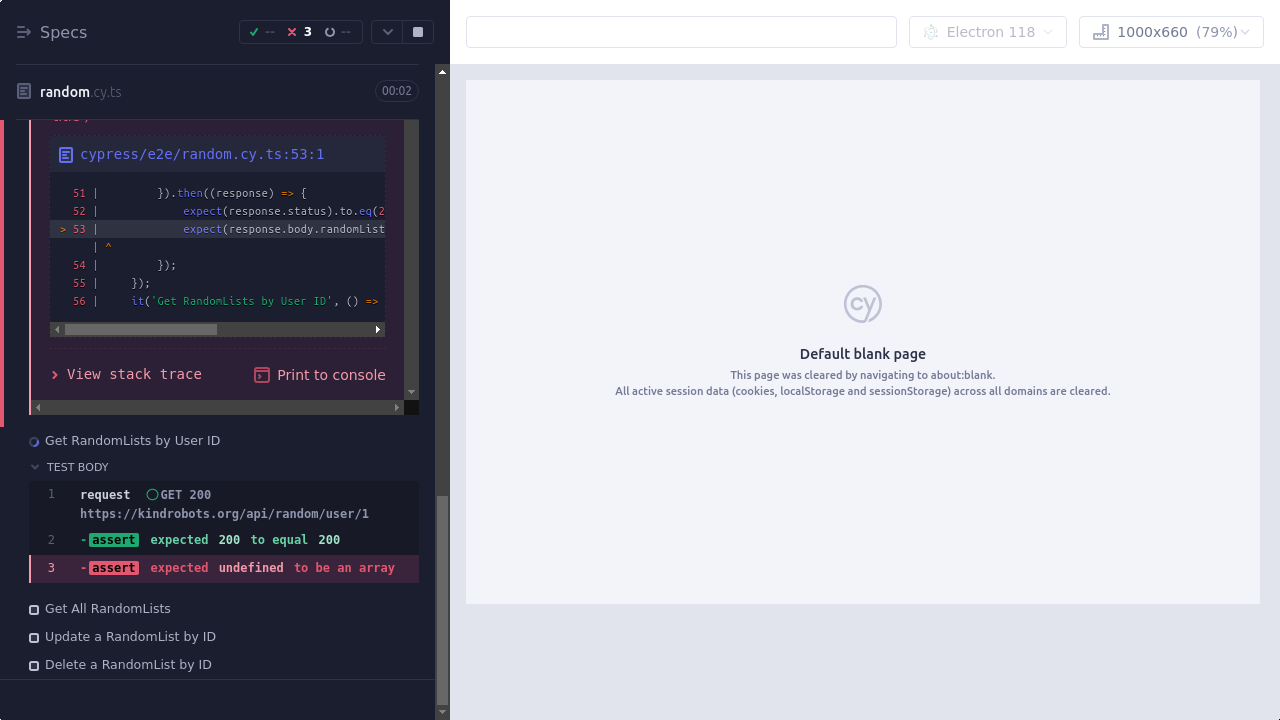 Specs
--
3
--
Electron 118
1000x660 (79%)
random.cy.ts
00:02
cypress/e2e/random.cy.ts:53:1
51 | }).then((response) => {
52 | expect(response.status).to.eq(2
> 53 | expect(response.body.randomList
| ^
54 | });
55 | });
56 | it('Get RandomLists by User ID', () =>
View stack trace
Print to console
Get RandomLists by User ID
TEST BODY
1 request GET 200
https://kindrobots.org/api/random/user/1
2 -assert expected 200 to equal 200
3 -assert expected undefined to be an array
Get All RandomLists
Update a RandomList by ID
Delete a RandomList by ID
cy
Default blank page
This page was cleared by navigating to about:blank.
All active session data (cookies, localStorage and sessionStorage) across all domains are cleared.